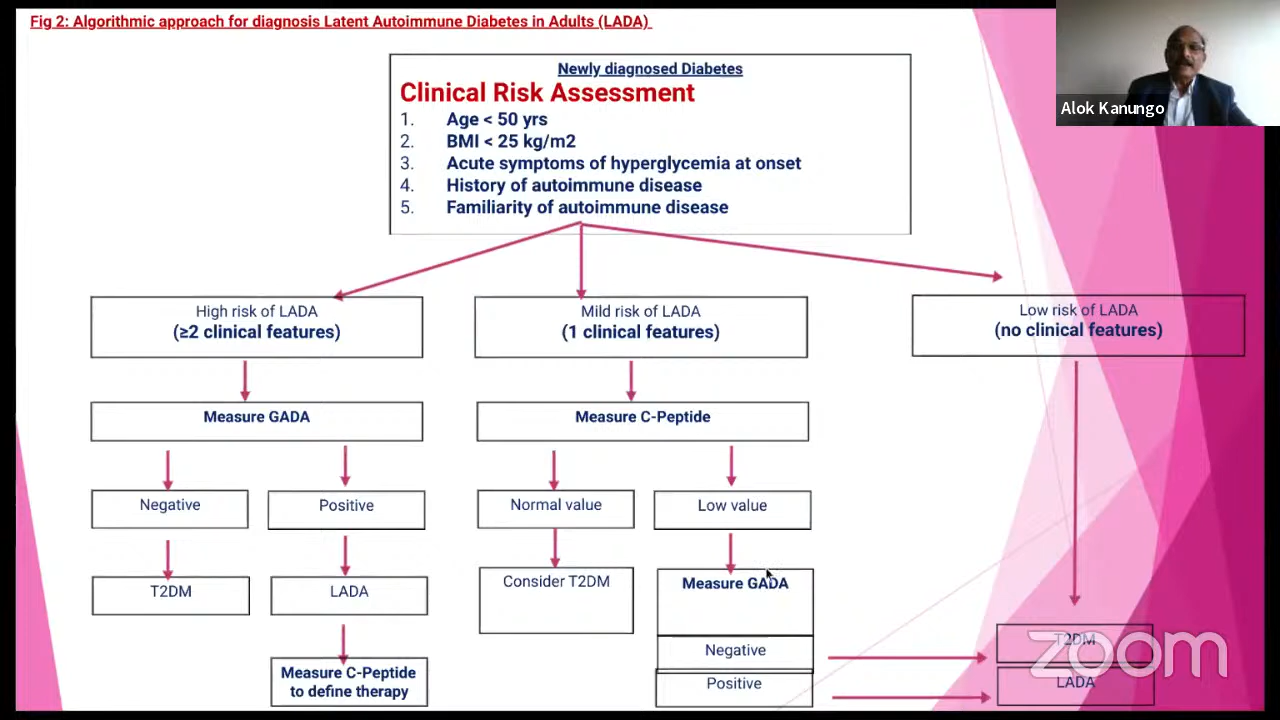 Fig 2: Algorithmic approach for diagnosis Latent Autoimmune Diabetes in Adults (LADA)
Alok Kanungo
Newly diagnosed Diabetes
Clinical Risk Assessment
1. Age < 50 yrs
2. BMI < 25 kg/m2
3. Acute symptoms of hyperglycemia at onset
4. History of autoimmune disease
5. Familiarity of autoimmune disease
High risk of LADA
(≥2 clinical features)
Mild risk of LADA
(1 clinical features)
Low risk of LADA
(no clinical features)
Measure GADA
Measure C-Peptide
Negative
Positive
Normal value
Low value
T2DM
LADA
Consider T2DM
Measure GADA
Measure C-Peptide
to define therapy
Negative
Positive
T2DM
LADA
zoom